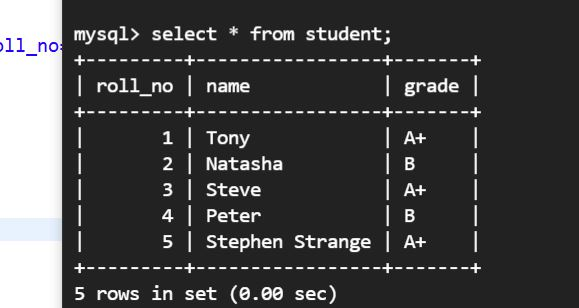 mysql> select * from student;
oll_no=
+---------+-----------------+-------+
| roll_no | name            | grade |
+---------+-----------------+-------+
|       1 | Tony            | A+    |
|       2 | Natasha         | B     |
|       3 | Steve           | A+    |
|       4 | Peter           | B     |
|       5 | Stephen Strange | A+    |
+---------+-----------------+-------+
5 rows in set (0.00 sec)